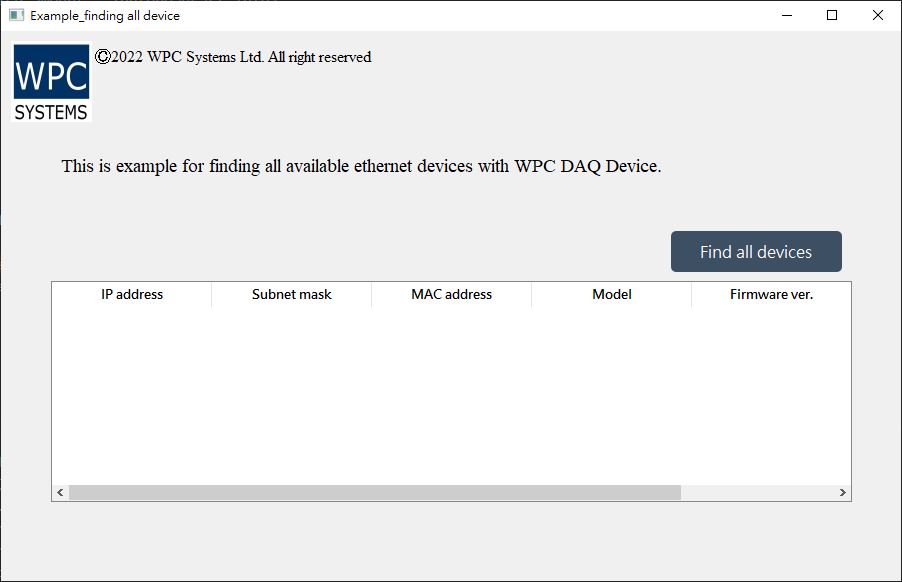 Example_finding all device
WPC
SYSTEMS
©2022 WPC Systems Ltd. All right reserved
This is example for finding all available ethernet devices with WPC DAQ Device.
Find all devices
IP address Subnet mask MAC address Model Firmware ver.